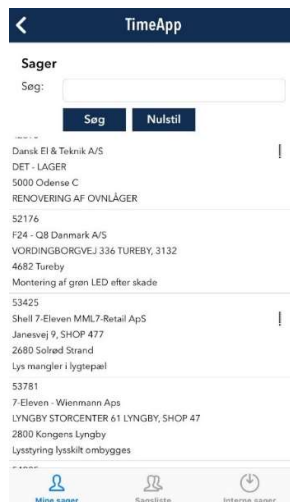 TimeApp
Sager
Søg:
Søg Nulstil
Dansk El & Teknik A/S
DET - LAGER
5000 Odense C
RENOVERING AF OVNLÅGER
52176
F24 - Q8 Danmark A/S
VORDINGBORGVEJ 336 TUREBY, 3132
4682 Tureby
Montering af grøn LED efter skade
53425
Shell 7-Eleven MML7-Retail ApS
Janesvej 9, SHOP 477
2680 Solrød Strand
Lys mangler i lygtepæl
53781
7-Eleven - Wienmann Aps
LYNGBY STORCENTER 61 LYNGBY, SHOP 47
2800 Kongens Lyngby
Lysstyring lysskilt ombygges
Mine sager Sagsliste Interne sager